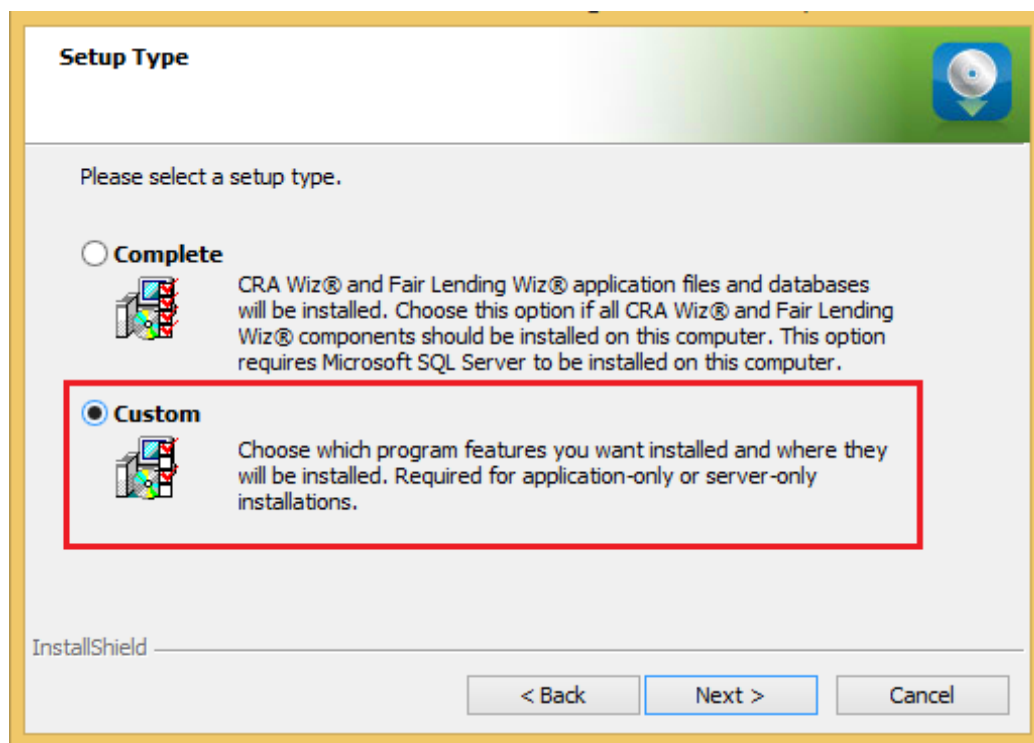 Setup Type
Please select a setup type.
Complete
CRA Wiz® and Fair Lending Wiz® application files and databases
will be installed. Choose this option if all CRA Wiz® and Fair Lending
Wiz® components should be installed on this computer. This option
requires Microsoft SQL Server to be installed on this computer.
Custom
Choose which program features you want installed and where they
will be installed. Required for application-only or server-only
installations.
InstallShield
< Back Next > Cancel